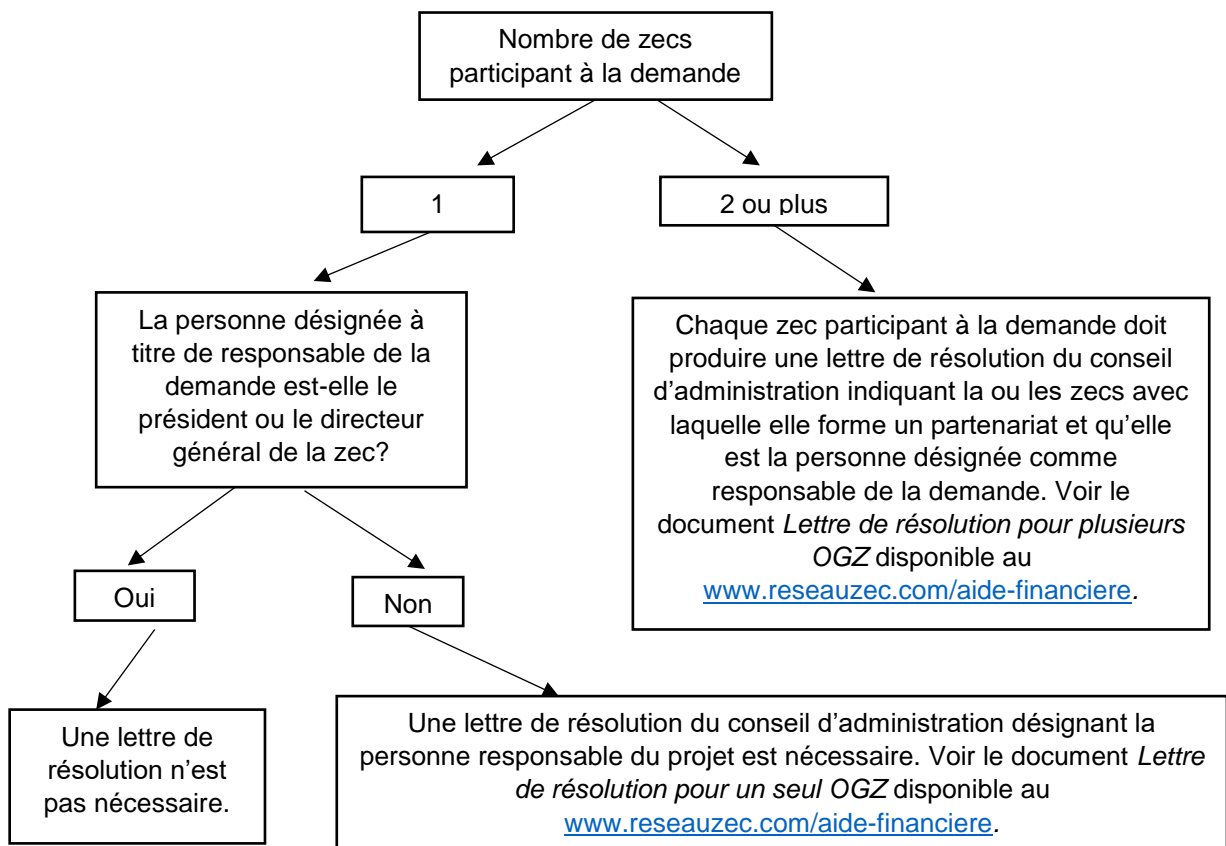 Nombre de zecs
participant à la demande
1
2 ou plus
La personne désignée à
titre de responsable de la
demande est-elle le
président ou le directeur
général de la zec?
Chaque zec participant à la demande doit
produire une lettre de résolution du conseil
d’administration indiquant la ou les zecs avec
laquelle elle forme un partenariat et qu’elle
est la personne désignée comme
responsable de la demande. Voir le
document Lettre de résolution pour plusieurs
OGZ disponible au
www.reseauzec.com/aide-financiere.
Oui
Non
Une lettre de
résolution n’est
pas nécessaire.
Une lettre de résolution du conseil d’administration désignant la
personne responsable du projet est nécessaire. Voir le document Lettre
de résolution pour un seul OGZ disponible au
www.reseauzec.com/aide-financiere.